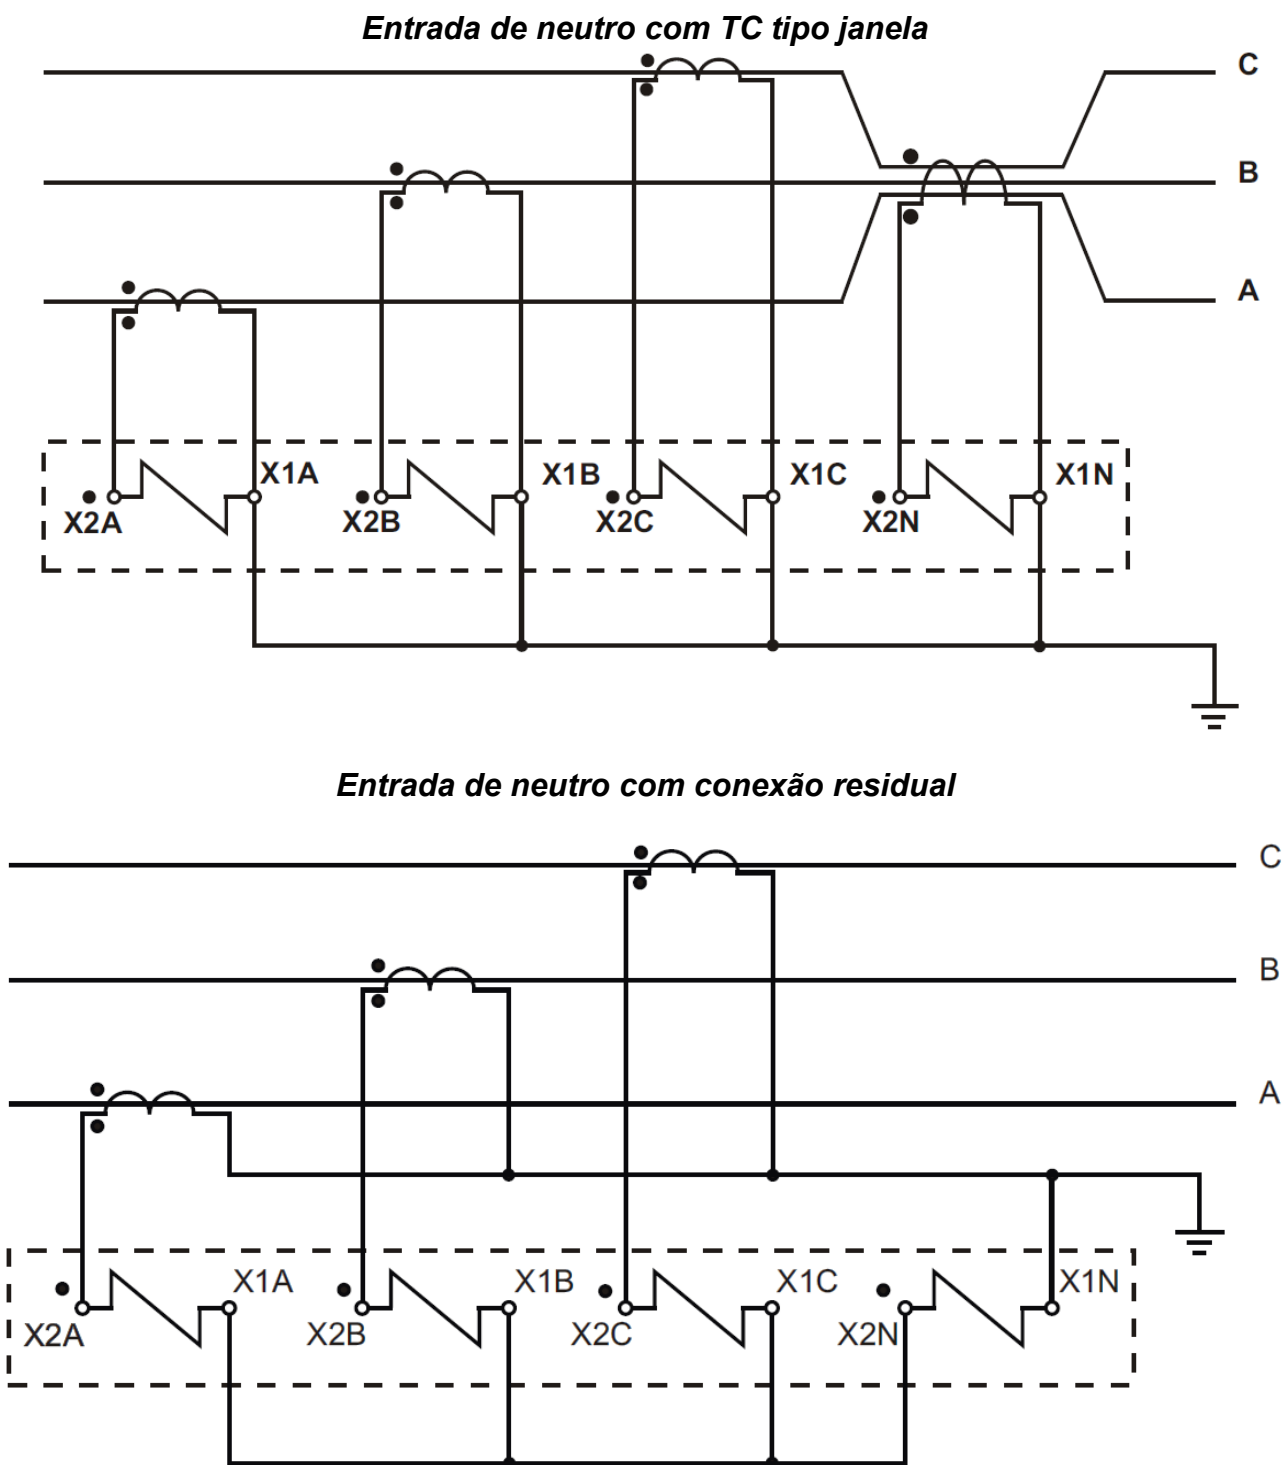 Entrada de neutro com TC tipo janela
C
B
A
X1A
X1B
X1C
X1N
X2A
X2B
X2C
X2N
Entrada de neutro com conexão residual
C
B
A
X1A
X1B
X1C
X1N
X2A
X2B
X2C
X2N